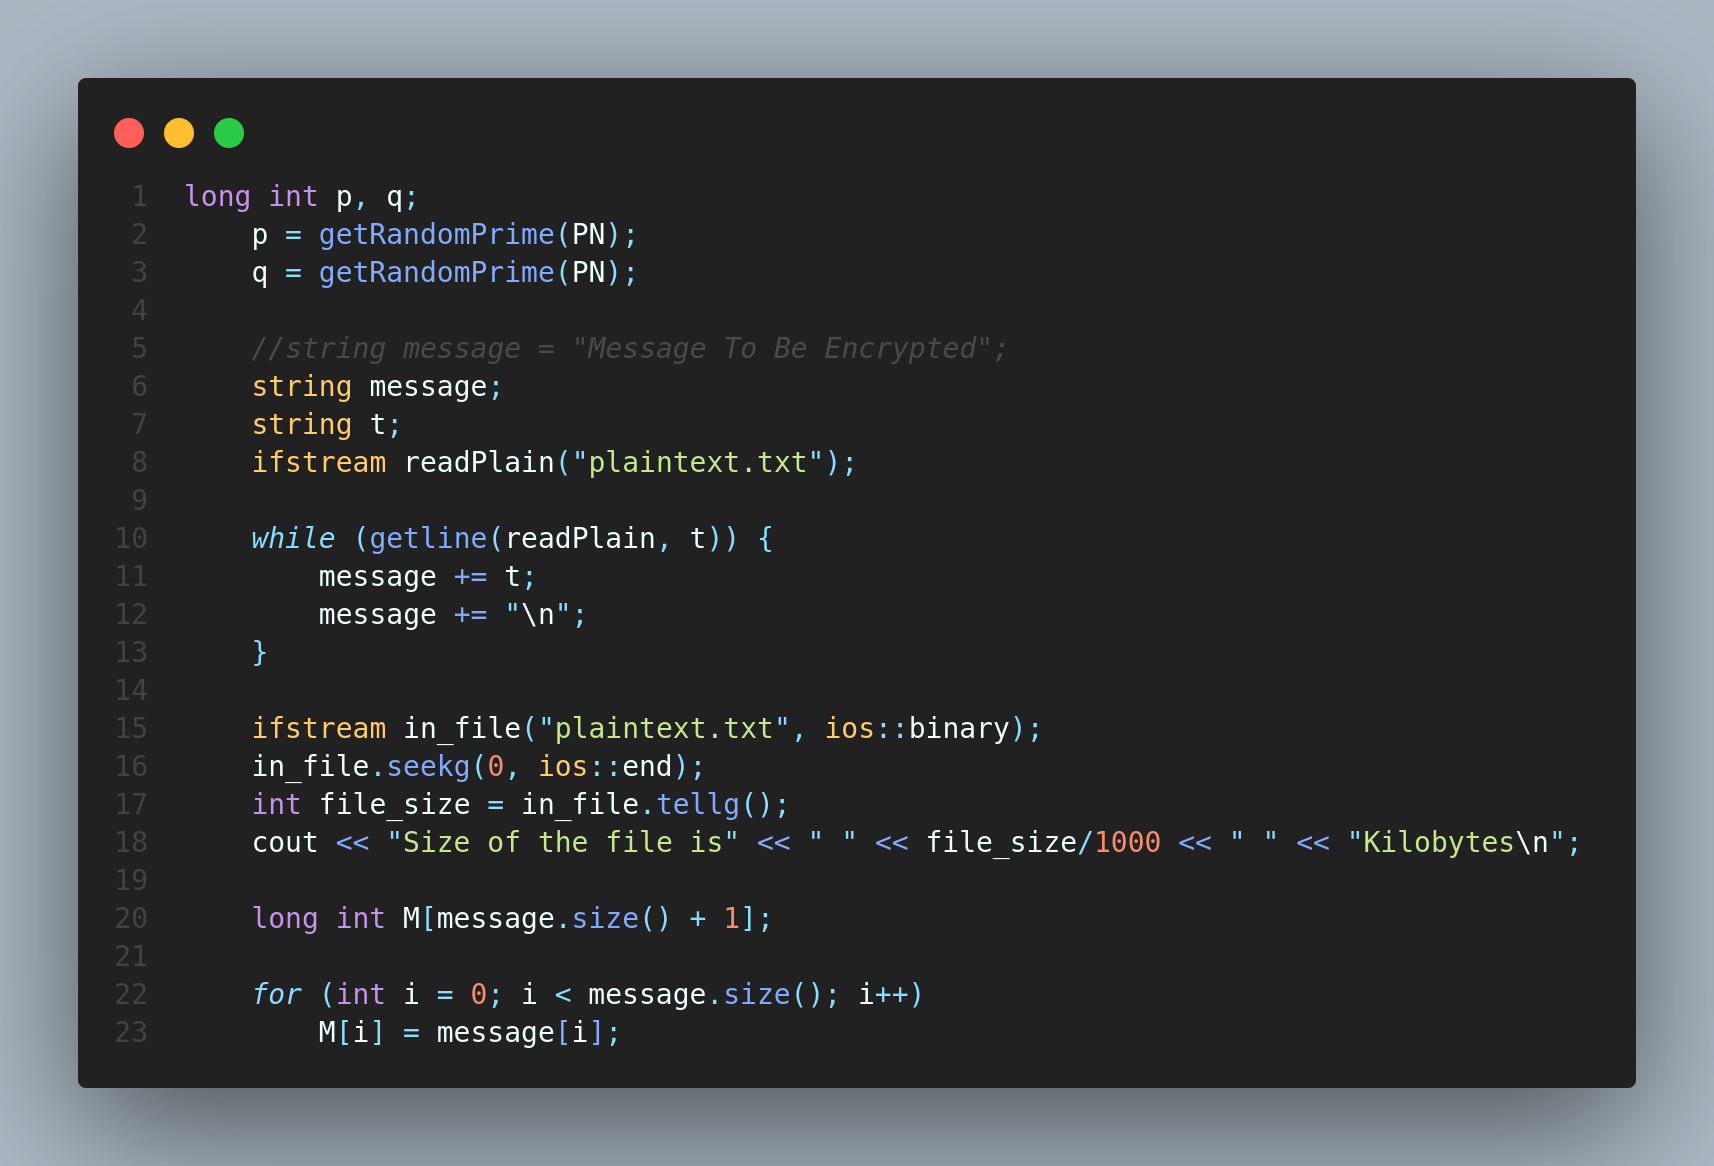 1 long int p, q;
2     p = getRandomPrime(PN);
3     q = getRandomPrime(PN);
4
5     //string message = "Message To Be Encrypted";
6     string message;
7     string t;
8     ifstream readPlain("plaintext.txt");
9
10     while (getline(readPlain, t)) {
11         message += t;
12         message += "\n";
13     }
14
15     ifstream in_file("plaintext.txt", ios::binary);
16     in_file.seekg(0, ios::end);
17     int file_size = in_file.tellg();
18     cout << "Size of the file is" << " " << file_size/1000 << " " << "Kilobytes\n";
19
20     long int M[message.size() + 1];
21
22     for (int i = 0; i < message.size(); i++)
23         M[i] = message[i];